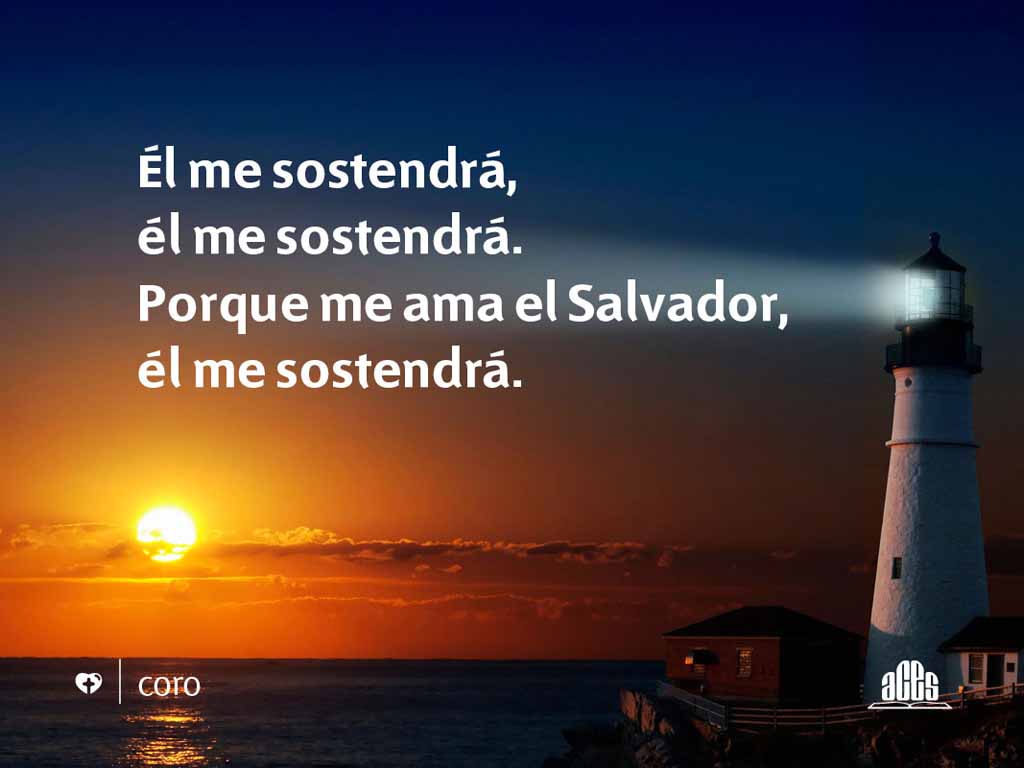 Él me sostendrá,
él me sostendrá.
Porque me ama el Salvador,
él me sostendrá.
coro
aces